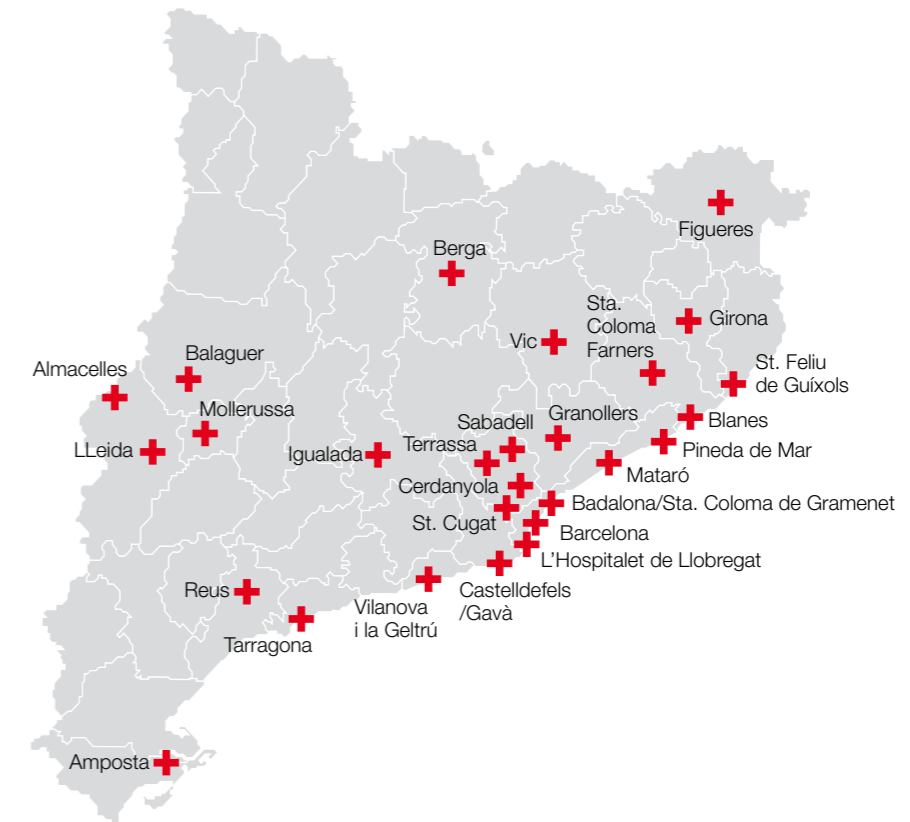 Figueres
Berga
Sta.
Coloma
Farners
Girona
Vic
Balaguer
St. Feliu
de Guíxols
Almacelles
Mollerussa
Granollers
Blanes
Sabadell
LLeida
Igualada
Terrassa
Pineda de Mar
Mataró
Cerdanyola
Badalona/Sta. Coloma de Gramenet
St. Cugat
Barcelona
L'Hospitalet de Llobregat
Reus
Castelldefels
/Gavà
Vilanova
i la Geltrú
Tarragona
Amposta